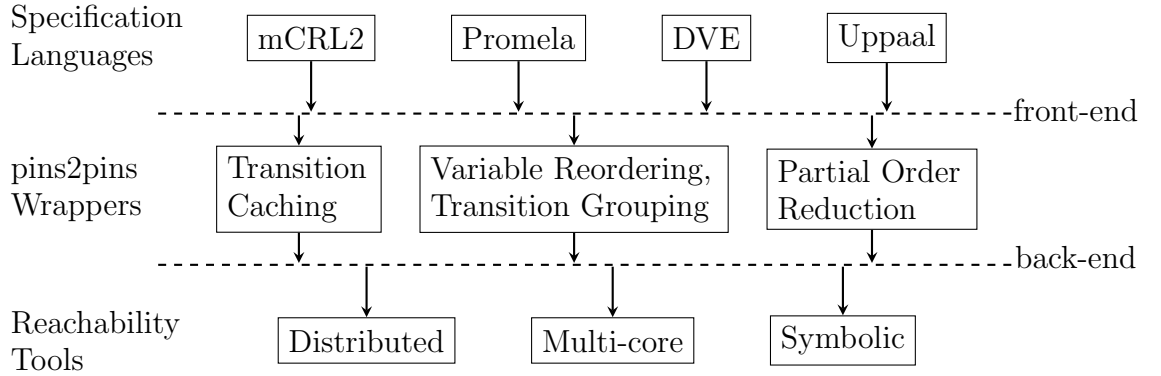 Specification
Languages
mCRL2
Promela
DVE
Uppaal
front-end
pins2pins
Wrappers
Transition
Caching
Variable Reordering,
Transition Grouping
Partial Order
Reduction
back-end
Reachability
Tools
Distributed
Multi-core
Symbolic